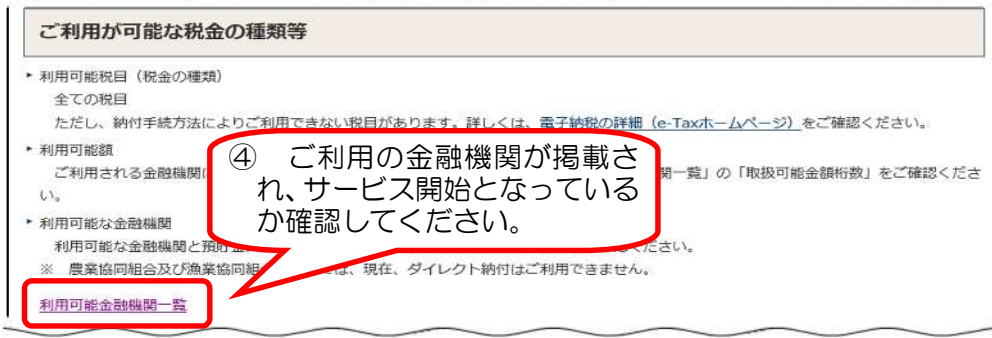 ご利用が可能な税金の種類等
利用可能税目（税金の種類）
全ての税目
ただし、納付手続方法によりご利用できない税目があります。詳しくは、電子納税の詳細（e-Taxホームページ）をご確認ください。
利用可能額
ご利用される金融機関に
関一覧」の「取扱可能金額桁数」をご確認くださ
い。
④　ご利用の金融機関が掲載さ
れ、サービス開始となっている
か確認してください。
利用可能な金融機関
利用可能な金融機関と預貯金
ください。
※　農業協同組合及び漁業協同組
は、現在、ダイレクト納付はご利用できません。
利用可能金融機関一覧